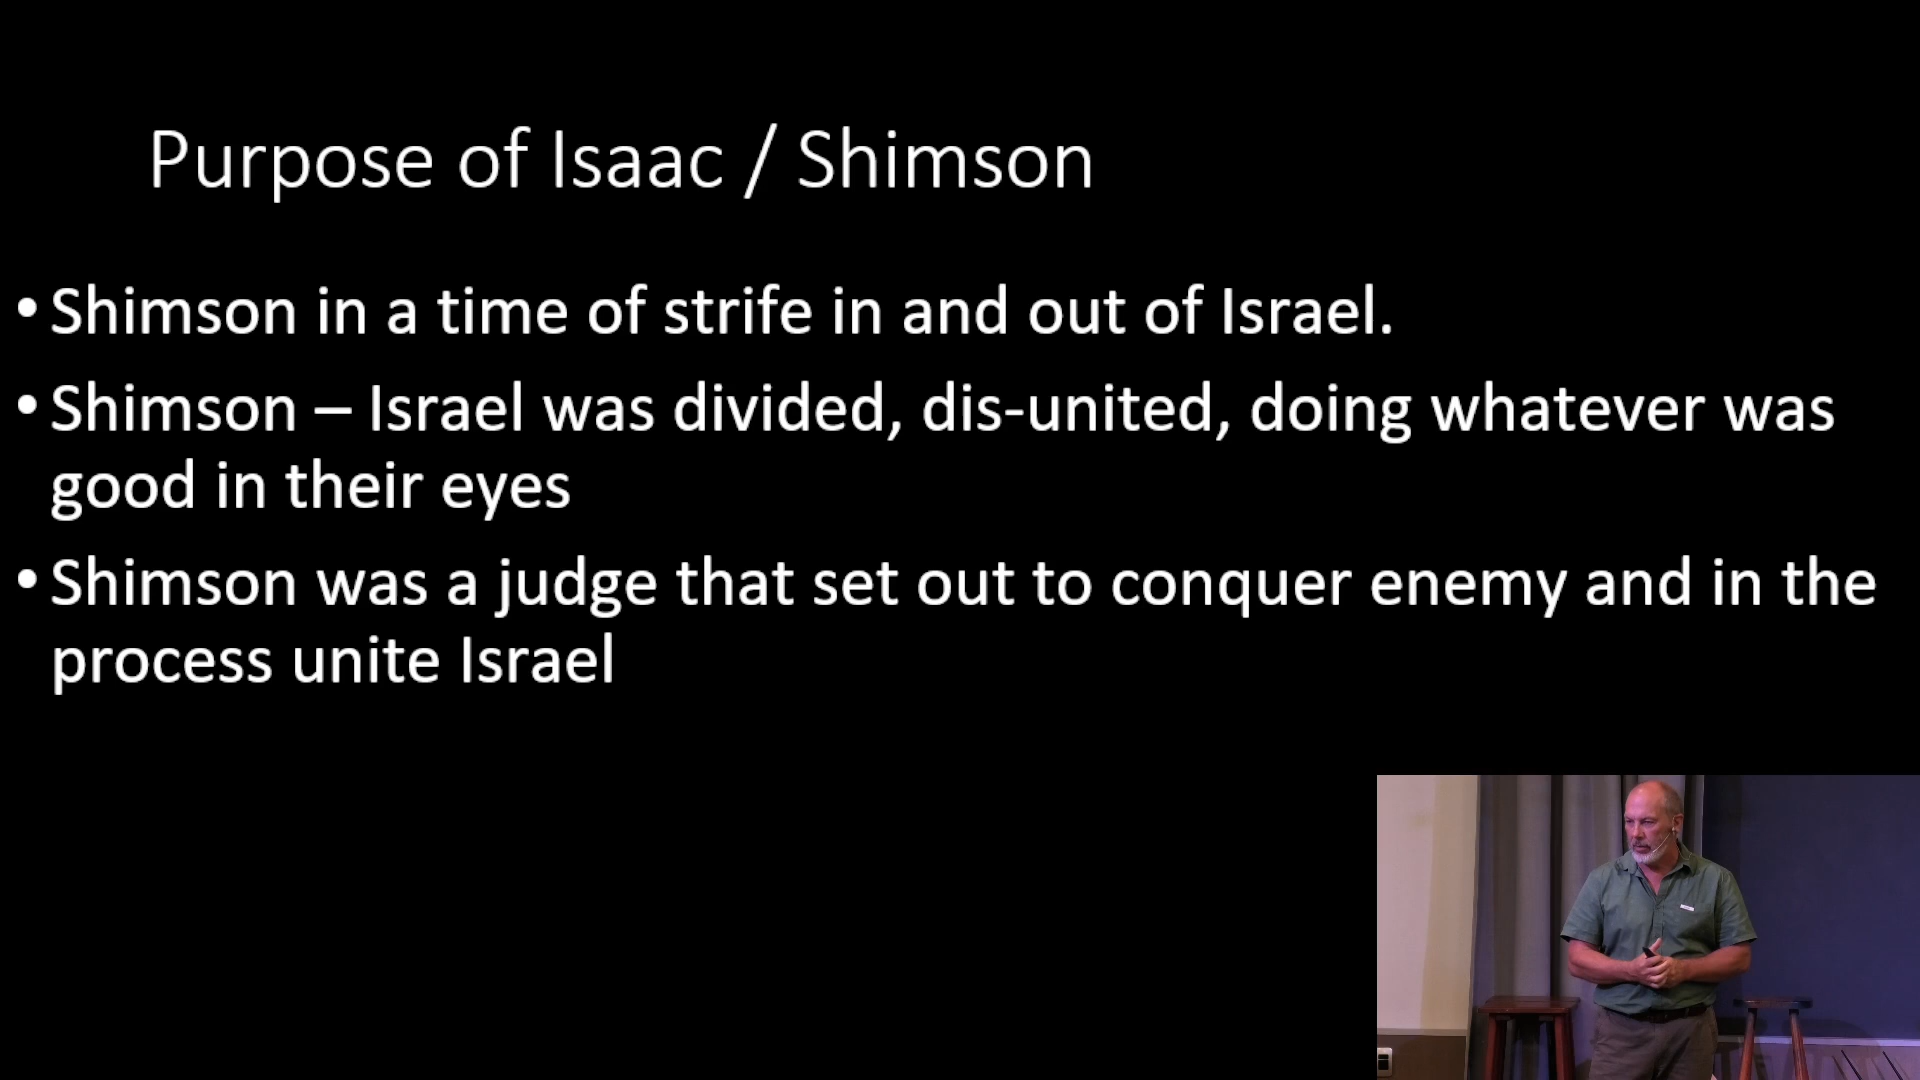 Purpose of Isaac / Shimson
• Shimson in a time of strife in and out of Israel.
• Shimson – Israel was divided, dis-united, doing whatever was
good in their eyes
• Shimson was a judge that set out to conquer enemy and in the
process unite Israel